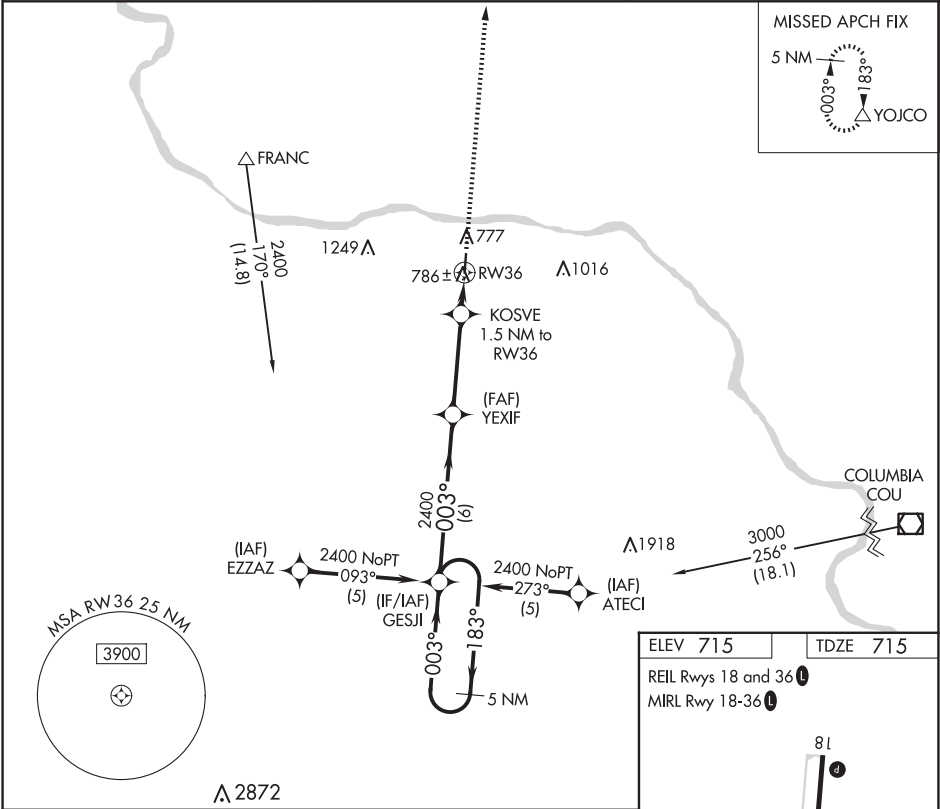 MISSED APCH FIX
5 NM
003°
183°
YOJCO
FRANC
2400
170°
(14.8)
1249
777
786±
RW36
1016
KOSVE
1.5 NM to
RW36
(FAF)
YEXIF
2400
003°
(6)
COLUMBIA
COU
3000
256°
(18.1)
1918
(IAF)
EZZAZ
2400 NoPT
093°
(5)
(IF/IAF)
GESJI
2400 NoPT
273°
(5)
(IAF)
ATECI
003°
183°
5 NM
MSA RW36 25 NM
3900
2872
ELEV 715
TDZE 715
REIL Rwys 18 and 36 L
MIRL Rwy 18-36 L
18
P